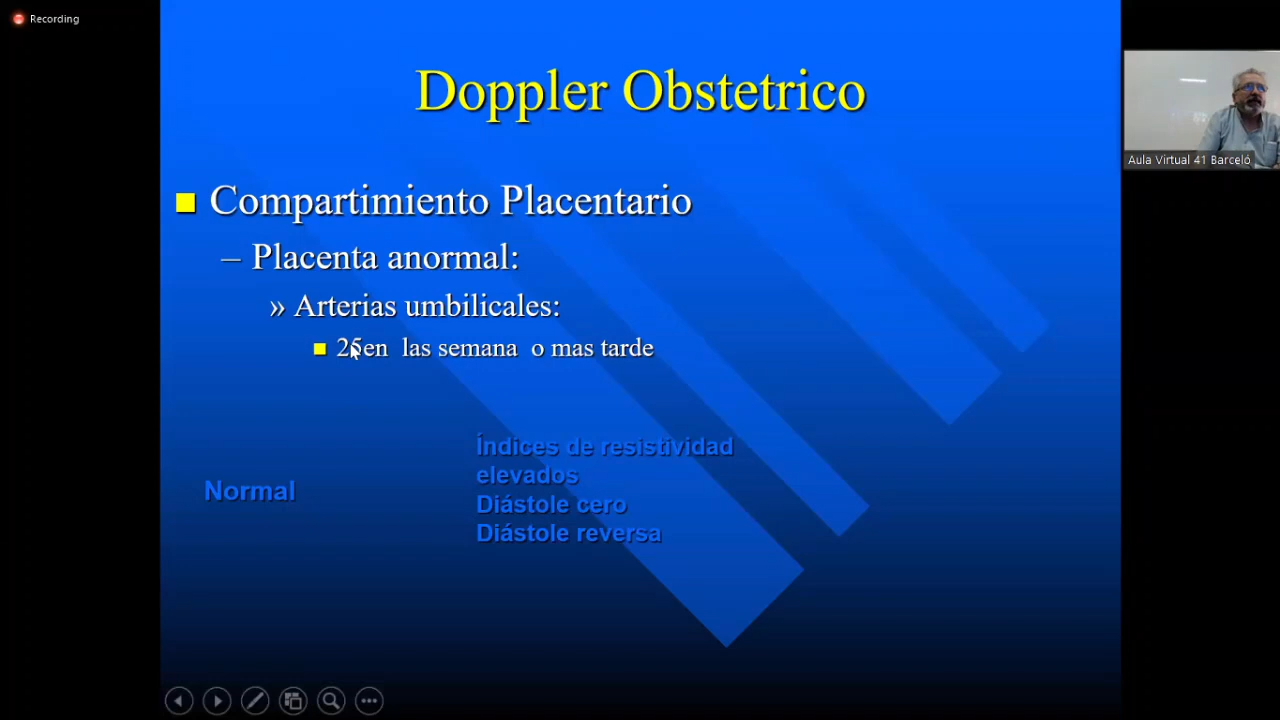 Recording
Doppler Obstetrico
Aula Virtual 41 Barceló
Compartimiento Placentario
– Placenta anormal:
» Arterias umbilicales:
25en las semana o mas tarde
Índices de resistividad
elevados
Normal
Diástole cero
Diástole reversa